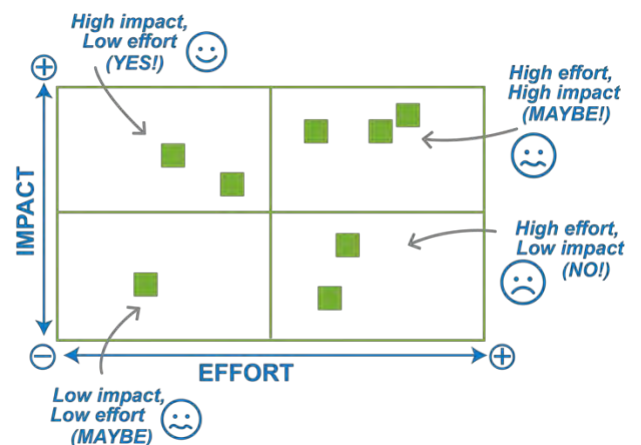 High impact,
Low effort
(YES!)
High effort,
High impact
(MAYBE!)
IMPACT
High effort,
Low impact
(NO!)
EFFORT
Low impact,
Low effort
(MAYBE)